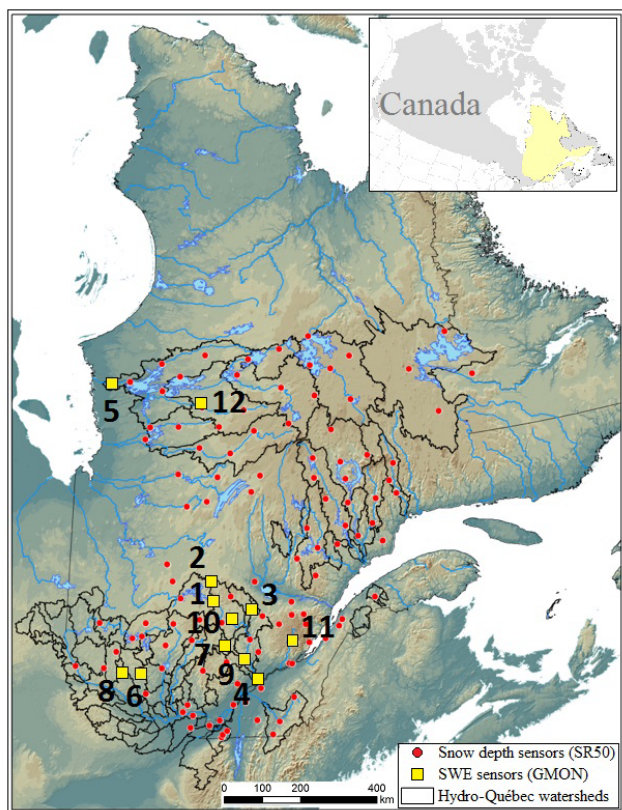 Canada
5
12
2
1
3
10
11
7
9
8
6
4
Snow depth sensors (SR50)
SWE sensors (GMON)
Hydro-Québec watersheds
0 100 200 400
km